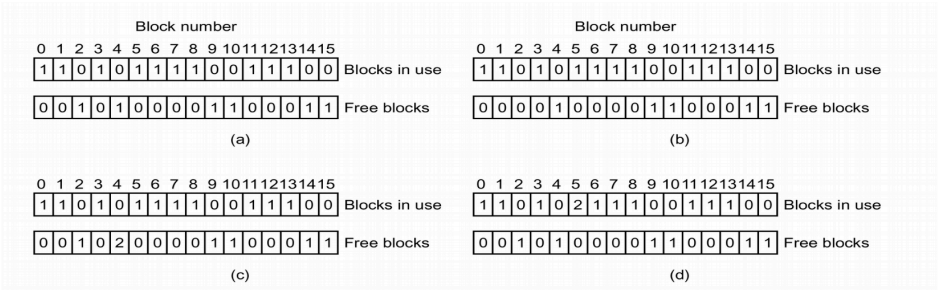 Block number
0 1 2 3 4 5 6 7 8 9 10 11 12 13 14 15
1 1 0 1 0 1 1 1 1 0 0 1 1 1 0 0 Blocks in use
0 0 1 0 1 0 0 0 0 1 1 0 0 0 1 1 Free blocks
(a)
Block number
0 1 2 3 4 5 6 7 8 9 10 11 12 13 14 15
1 1 0 1 0 1 1 1 1 0 0 1 1 1 0 0 Blocks in use
0 0 0 0 1 0 0 0 0 1 1 0 0 0 1 1 Free blocks
(b)
0 1 2 3 4 5 6 7 8 9 10 11 12 13 14 15
1 1 0 1 0 1 1 1 1 0 0 1 1 1 0 0 Blocks in use
0 0 1 0 2 0 0 0 0 1 1 0 0 0 1 1 Free blocks
(c)
0 1 2 3 4 5 6 7 8 9 10 11 12 13 14 15
1 1 0 1 0 2 1 1 1 0 0 1 1 1 0 0 Blocks in use
0 0 1 0 1 0 0 0 0 1 1 0 0 0 1 1 Free blocks
(d)